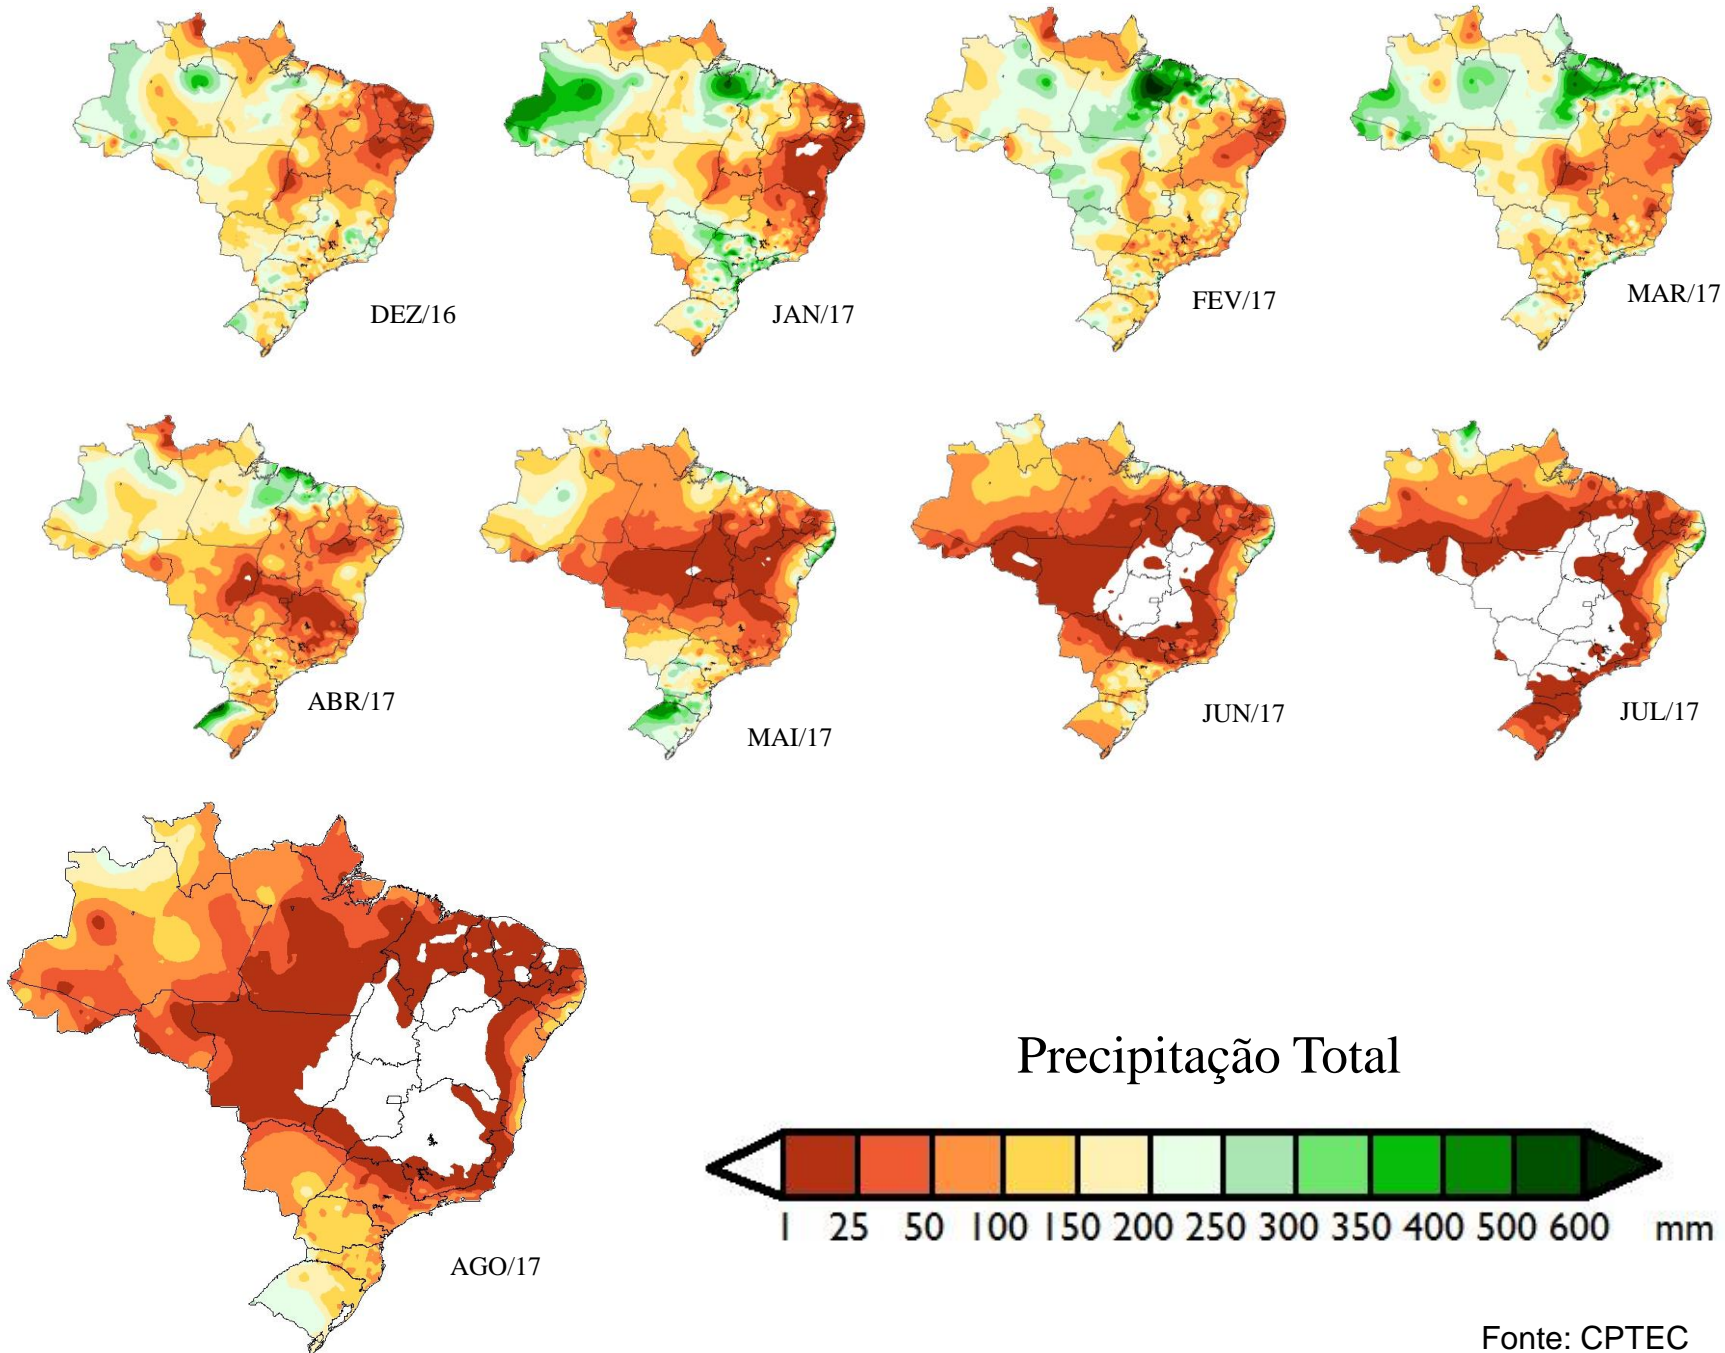 DEZ/16
JAN/17
FEV/17
MAR/17
ABR/17
MAI/17
JUN/17
JUL/17
AGO/17
Precipitação Total
1 25 50 100 150 200 250 300 350 400 500 600 mm
Fonte: CPTEC